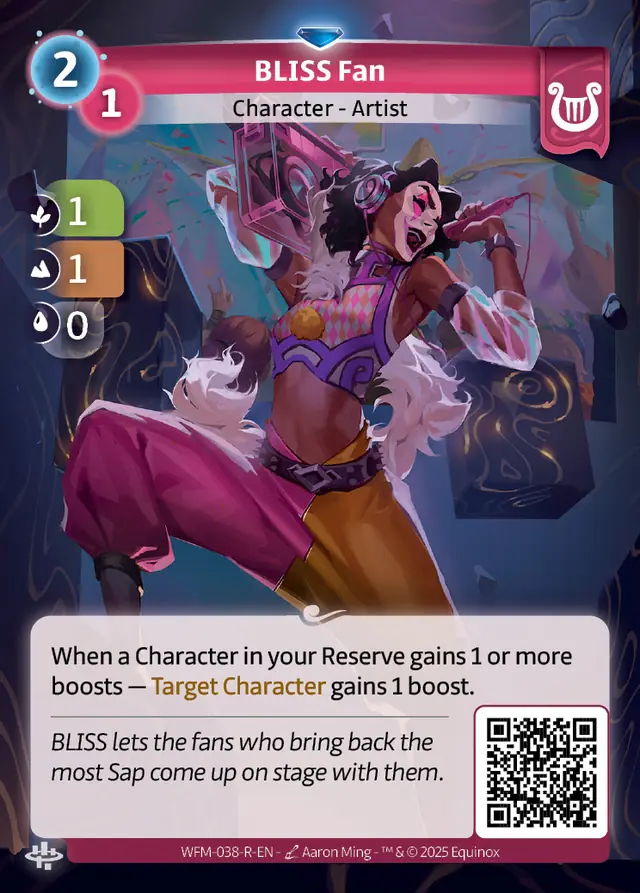 2
BLISS Fan
1
Character - Artist
1
1
0
When a Character in your Reserve gains 1 or more
boosts — Target Character gains 1 boost.
BLISS lets the fans who bring back the
most Sap come up on stage with them.
WFM-038-R-EN - Aaron Ming - ™ & © 2025 Equinox